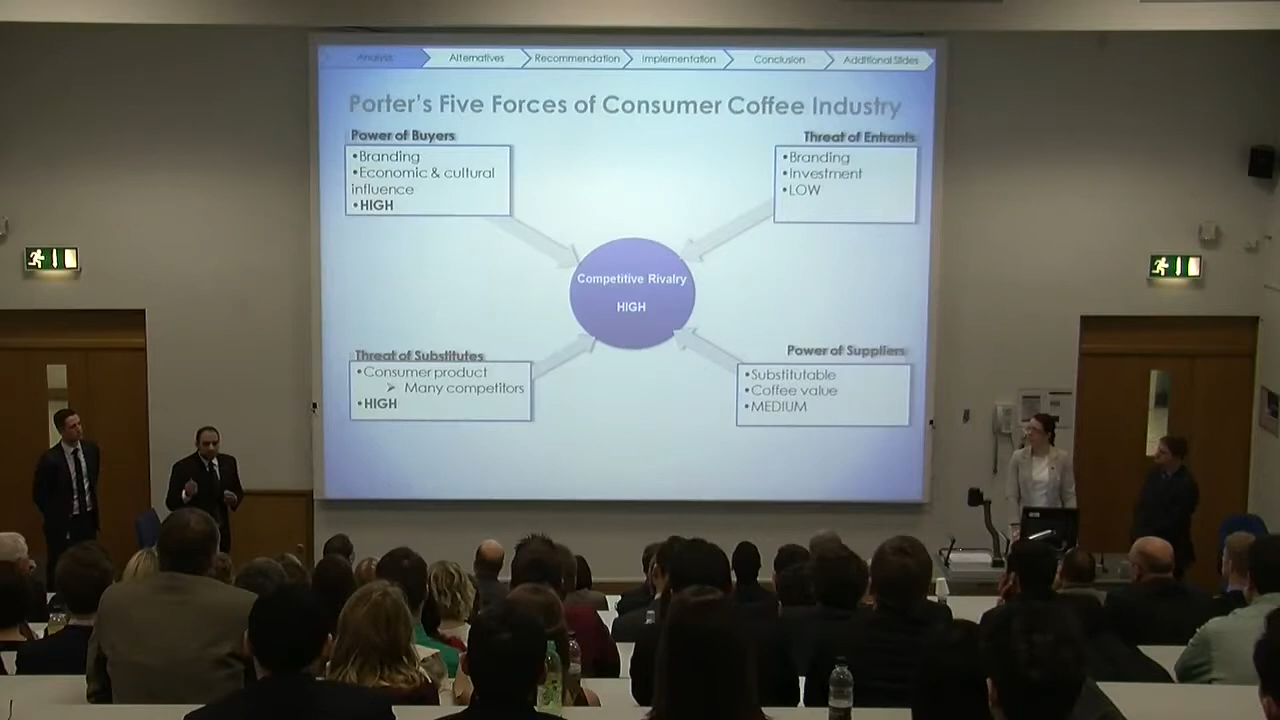 Analysis
Alternatives
Recommendation
Implementation
Conclusion
Additional Slides
Porter's Five Forces of Consumer Coffee Industry
Power of Buyers
•Branding
•Economic & cultural
influence
•HIGH
Threat of Entrants
•Branding
•Investment
•LOW
Competitive Rivalry
HIGH
Threat of Substitutes
•Consumer product
➢ Many competitors
•HIGH
Power of Suppliers
•Substitutable
•Coffee value
•MEDIUM